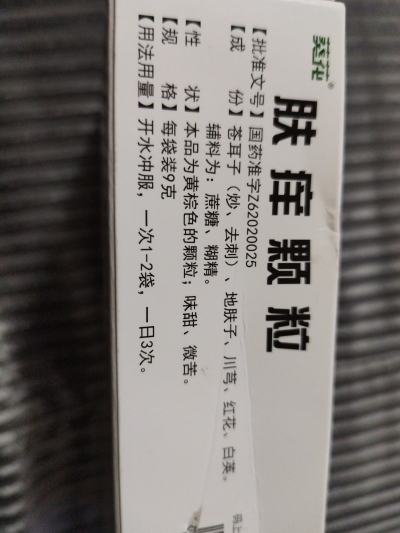 葵花®
肤痒颗粒
【批准文号】国药准字Z62020025
【成　份】苍耳子（炒、去刺）、地肤子、川芎、红花、白英。
辅料为：蔗糖、糊精。
【性　状】本品为黄棕色的颗粒；味甜、微苦。
【规　格】每袋装9克
【用法用量】开水冲服，一次1-2袋，一日3次。
码上